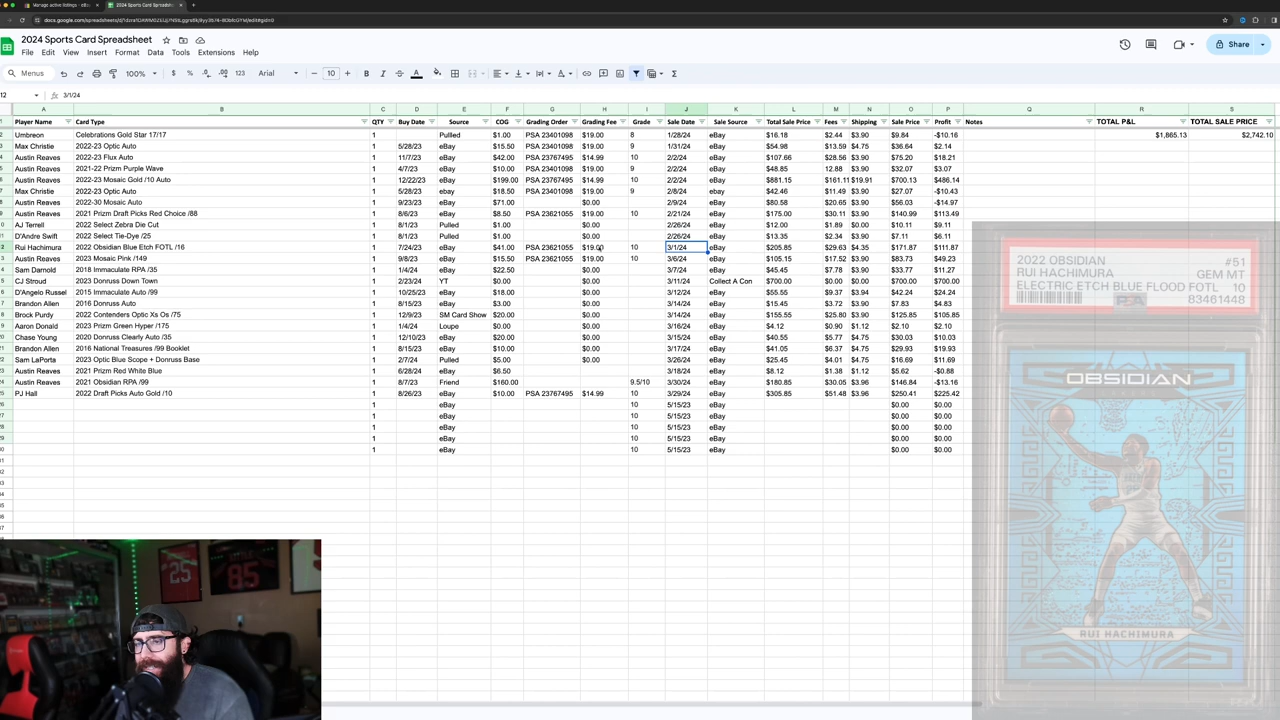 Manage active listings - eB
2024 Sports Card Spreadsheet
2024 Sports Card Spreadsheet
Share
File Edit View Insert Format Data Tools Extensions Help
Menus 100% $ % .0 .00 123 Arial 10 B I A
12 3/1/24
A B C D E F G H I J K L M N O P Q R S
Player Name Card Type QTY Buy Date Source COG Grading Order Grading Fee Grade Sale Date Sale Source Total Sale Price Fees Shipping Sale Price Profit Notes TOTAL P&L TOTAL SALE PRICE
Umbreon Celebrations Gold Star 17/17 1 Pullled $1.00 PSA 23401098 $19.00 8 1/28/24 eBay $16.18 $2.44 $3.90 $9.84 -$10.16 $1,865.13 $2,742.10
Max Christie 2022-23 Optic Auto 1 5/28/23 eBay $15.50 PSA 23401098 $19.00 9 1/31/24 eBay $54.98 $13.59 $4.75 $36.64 $2.14
Austin Reaves 2022-23 Flux Auto 1 11/7/23 eBay $42.00 PSA 23767495 $14.99 10 2/2/24 eBay $107.66 $28.56 $3.90 $75.20 $18.21
Austin Reaves 2021-22 Prizm Purple Wave 1 4/7/23 eBay $10.00 PSA 23401098 $19.00 9 2/2/24 eBay $48.85 12.88 $3.90 $32.07 $3.07
Austin Reaves 2022-23 Mosaic Gold /10 Auto 1 12/22/23 eBay $199.00 PSA 23767495 $14.99 10 2/2/24 eBay $881.15 $161.11 $19.91 $700.13 $486.14
Max Christie 2022-23 Optic Auto 1 5/28/23 eBay $18.50 PSA 23401098 $19.00 9 2/8/24 eBay $42.46 $11.49 $3.90 $27.07 -$10.43
Austin Reaves 2022-30 Mosaic Auto 1 9/23/23 eBay $71.00 $0.00 2/9/24 eBay $80.58 $20.65 $3.90 $56.03 -$14.97
Austin Reaves 2021 Prizm Draft Picks Red Choice /88 1 8/6/23 eBay $8.50 PSA 23621055 $19.00 10 2/21/24 eBay $175.00 $30.11 $3.90 $140.99 $113.49
AJ Terrell 2022 Select Zebra Die Cut 1 8/1/23 Pulled $1.00 $0.00 2/26/24 eBay $12.00 $1.89 $0.00 $10.11 $9.11
D'Andre Swift 2022 Select Tie-Dye /25 1 8/1/23 Pulled $1.00 $0.00 2/26/24 eBay $13.35 $2.34 $3.90 $7.11 $6.11
Rui Hachimura 2022 Obsidian Blue Etch FOTL /16 1 7/24/23 eBay $41.00 PSA 23621055 $19.00 10 3/1/24 eBay $205.85 $29.63 $4.35 $171.87 $111.87
Austin Reaves 2023 Mosaic Pink /149 1 9/8/23 eBay $15.50 PSA 23621055 $19.00 10 3/6/24 eBay $105.15 $17.52 $3.90 $83.73 $49.23
Sam Darnold 2018 Immaculate RPA /35 1 1/4/24 eBay $22.50 $0.00 3/7/24 eBay $45.45 $7.78 $3.90 $33.77 $11.27
CJ Stroud 2023 Donruss Down Town 1 2/23/24 YT $0.00 $0.00 3/11/24 Collect A Con $700.00 $0.00 $0.00 $700.00 $700.00
D'Angelo Russel 2015 Immaculate Auto /99 1 10/25/23 eBay $18.00 $0.00 3/12/24 eBay $55.55 $9.37 $3.94 $42.24 $24.24
Brandon Allen 2016 Donruss Auto 1 8/15/23 eBay $3.00 $0.00 3/14/24 eBay $15.45 $3.72 $3.90 $7.83 $4.83
Brock Purdy 2022 Contenders Optic Xs Os /75 1 12/9/23 SM Card Show $20.00 $0.00 3/14/24 eBay $155.55 $25.80 $3.90 $125.85 $105.85
Aaron Donald 2023 Prizm Green Hyper /175 1 1/4/24 Loupe $0.00 $0.00 3/16/24 eBay $4.12 $0.90 $1.12 $2.10 $2.10
Chase Young 2020 Donruss Clearly Auto /35 1 12/10/23 eBay $20.00 $0.00 3/14/24 eBay $40.55 $5.77 $4.75 $30.03 $10.03
Brandon Allen 2016 National Treasures /99 Booklet 1 8/15/23 eBay $10.00 $0.00 3/17/24 eBay $41.05 $6.37 $4.75 $29.93 $19.93
Sam LaPorta 2023 Optic Blue Scope + Donruss Base 1 2/7/24 Pulled $5.00 $0.00 3/26/24 eBay $25.45 $4.01 $4.75 $16.69 $11.69
Austin Reaves 2021 Prizm Red White Blue 1 6/28/24 eBay $6.50 3/18/24 eBay $8.12 $1.38 $1.12 $5.62 -$0.88
Austin Reaves 2021 Obsidian RPA /99 1 8/7/23 Friend $160.00 9.5/10 3/30/24 eBay $180.85 $30.05 $3.96 $146.84 -$13.16
PJ Hall 2022 Draft Picks Auto Gold /10 1 8/26/23 eBay $10.00 PSA 23767495 $14.99 10 3/29/24 eBay $305.85 $51.48 $3.96 $250.41 $225.42
1 eBay 10 5/15/23 eBay $0.00 $0.00
1 eBay 10 5/15/23 eBay $0.00 $0.00
1 eBay 10 5/15/23 eBay $0.00 $0.00
1 eBay 10 5/15/23 eBay $0.00 $0.00
1 eBay 10 5/15/23 eBay $0.00 $0.00
2022 OBSIDIAN #51
RUI HACHIMURA GEM MT
ELECTRIC ETCH BLUE FLOOD FOTL 10
PSA 83461448
OBSIDIAN
RUI HACHIMURA
25
85